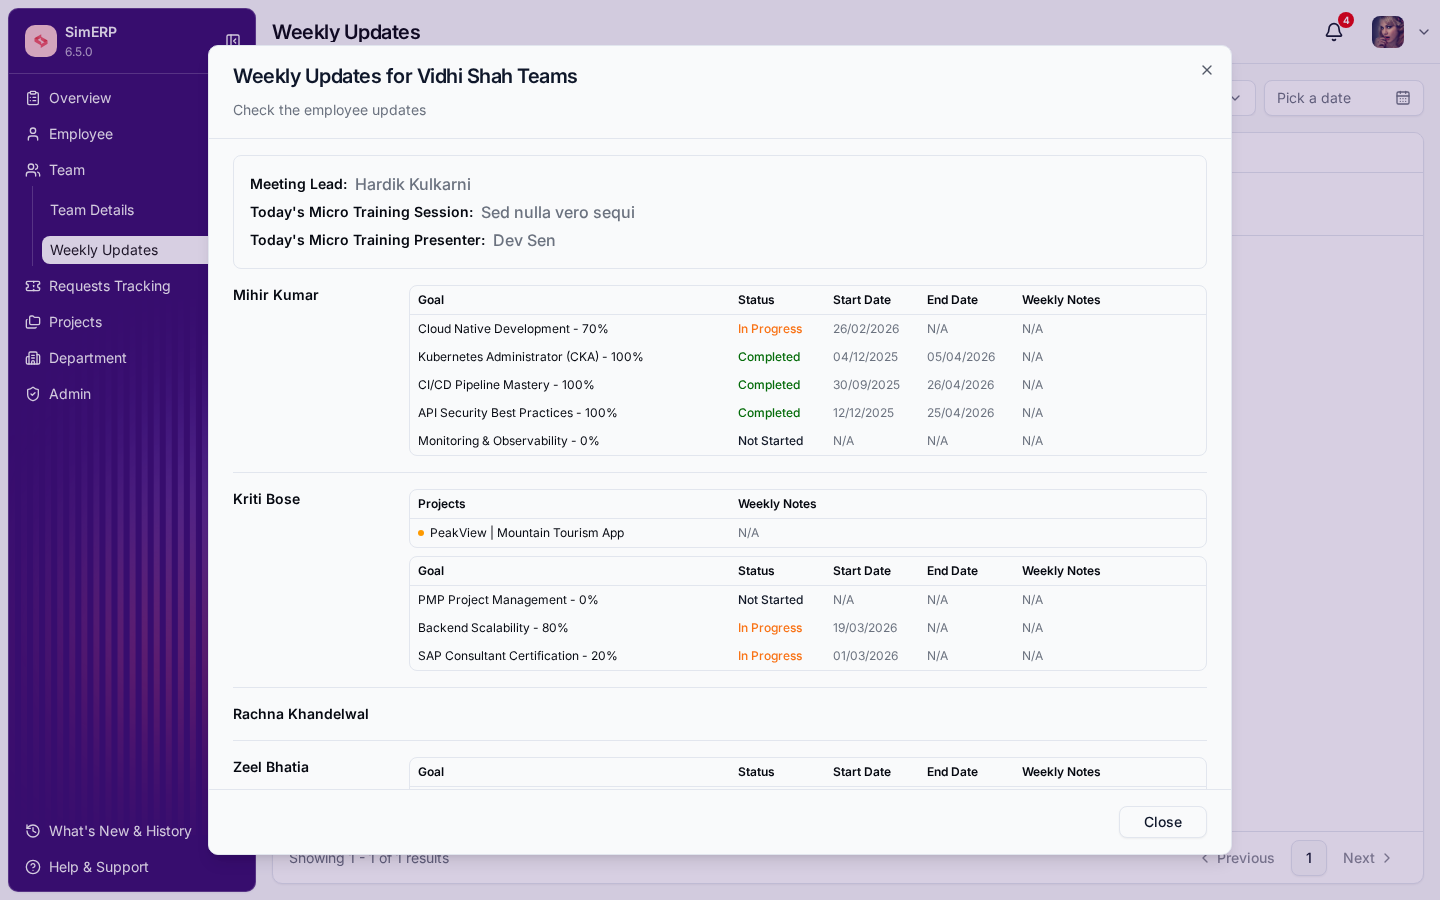 SimERP
6.5.0
Overview
Employee
Team
Team Details
Weekly Updates
Requests Tracking
Projects
Department
Admin
What's New & History
Help & Support
Weekly Updates
4
Pick a date
Weekly Updates for Vidhi Shah Teams
Check the employee updates
Meeting Lead: Hardik Kulkarni
Today's Micro Training Session: Sed nulla vero sequi
Today's Micro Training Presenter: Dev Sen
Mihir Kumar
Goal Status Start Date End Date Weekly Notes
Cloud Native Development - 70% In Progress 26/02/2026 N/A N/A
Kubernetes Administrator (CKA) - 100% Completed 04/12/2025 05/04/2026 N/A
CI/CD Pipeline Mastery - 100% Completed 30/09/2025 26/04/2026 N/A
API Security Best Practices - 100% Completed 12/12/2025 25/04/2026 N/A
Monitoring & Observability - 0% Not Started N/A N/A N/A
Kriti Bose
Projects Weekly Notes
PeakView | Mountain Tourism App N/A
Goal Status Start Date End Date Weekly Notes
PMP Project Management - 0% Not Started N/A N/A N/A
Backend Scalability - 80% In Progress 19/03/2026 N/A N/A
SAP Consultant Certification - 20% In Progress 01/03/2026 N/A N/A
Rachna Khandelwal
Zeel Bhatia
Goal Status Start Date End Date Weekly Notes
Close
Showing 1 - 1 of 1 results
Previous 1 Next